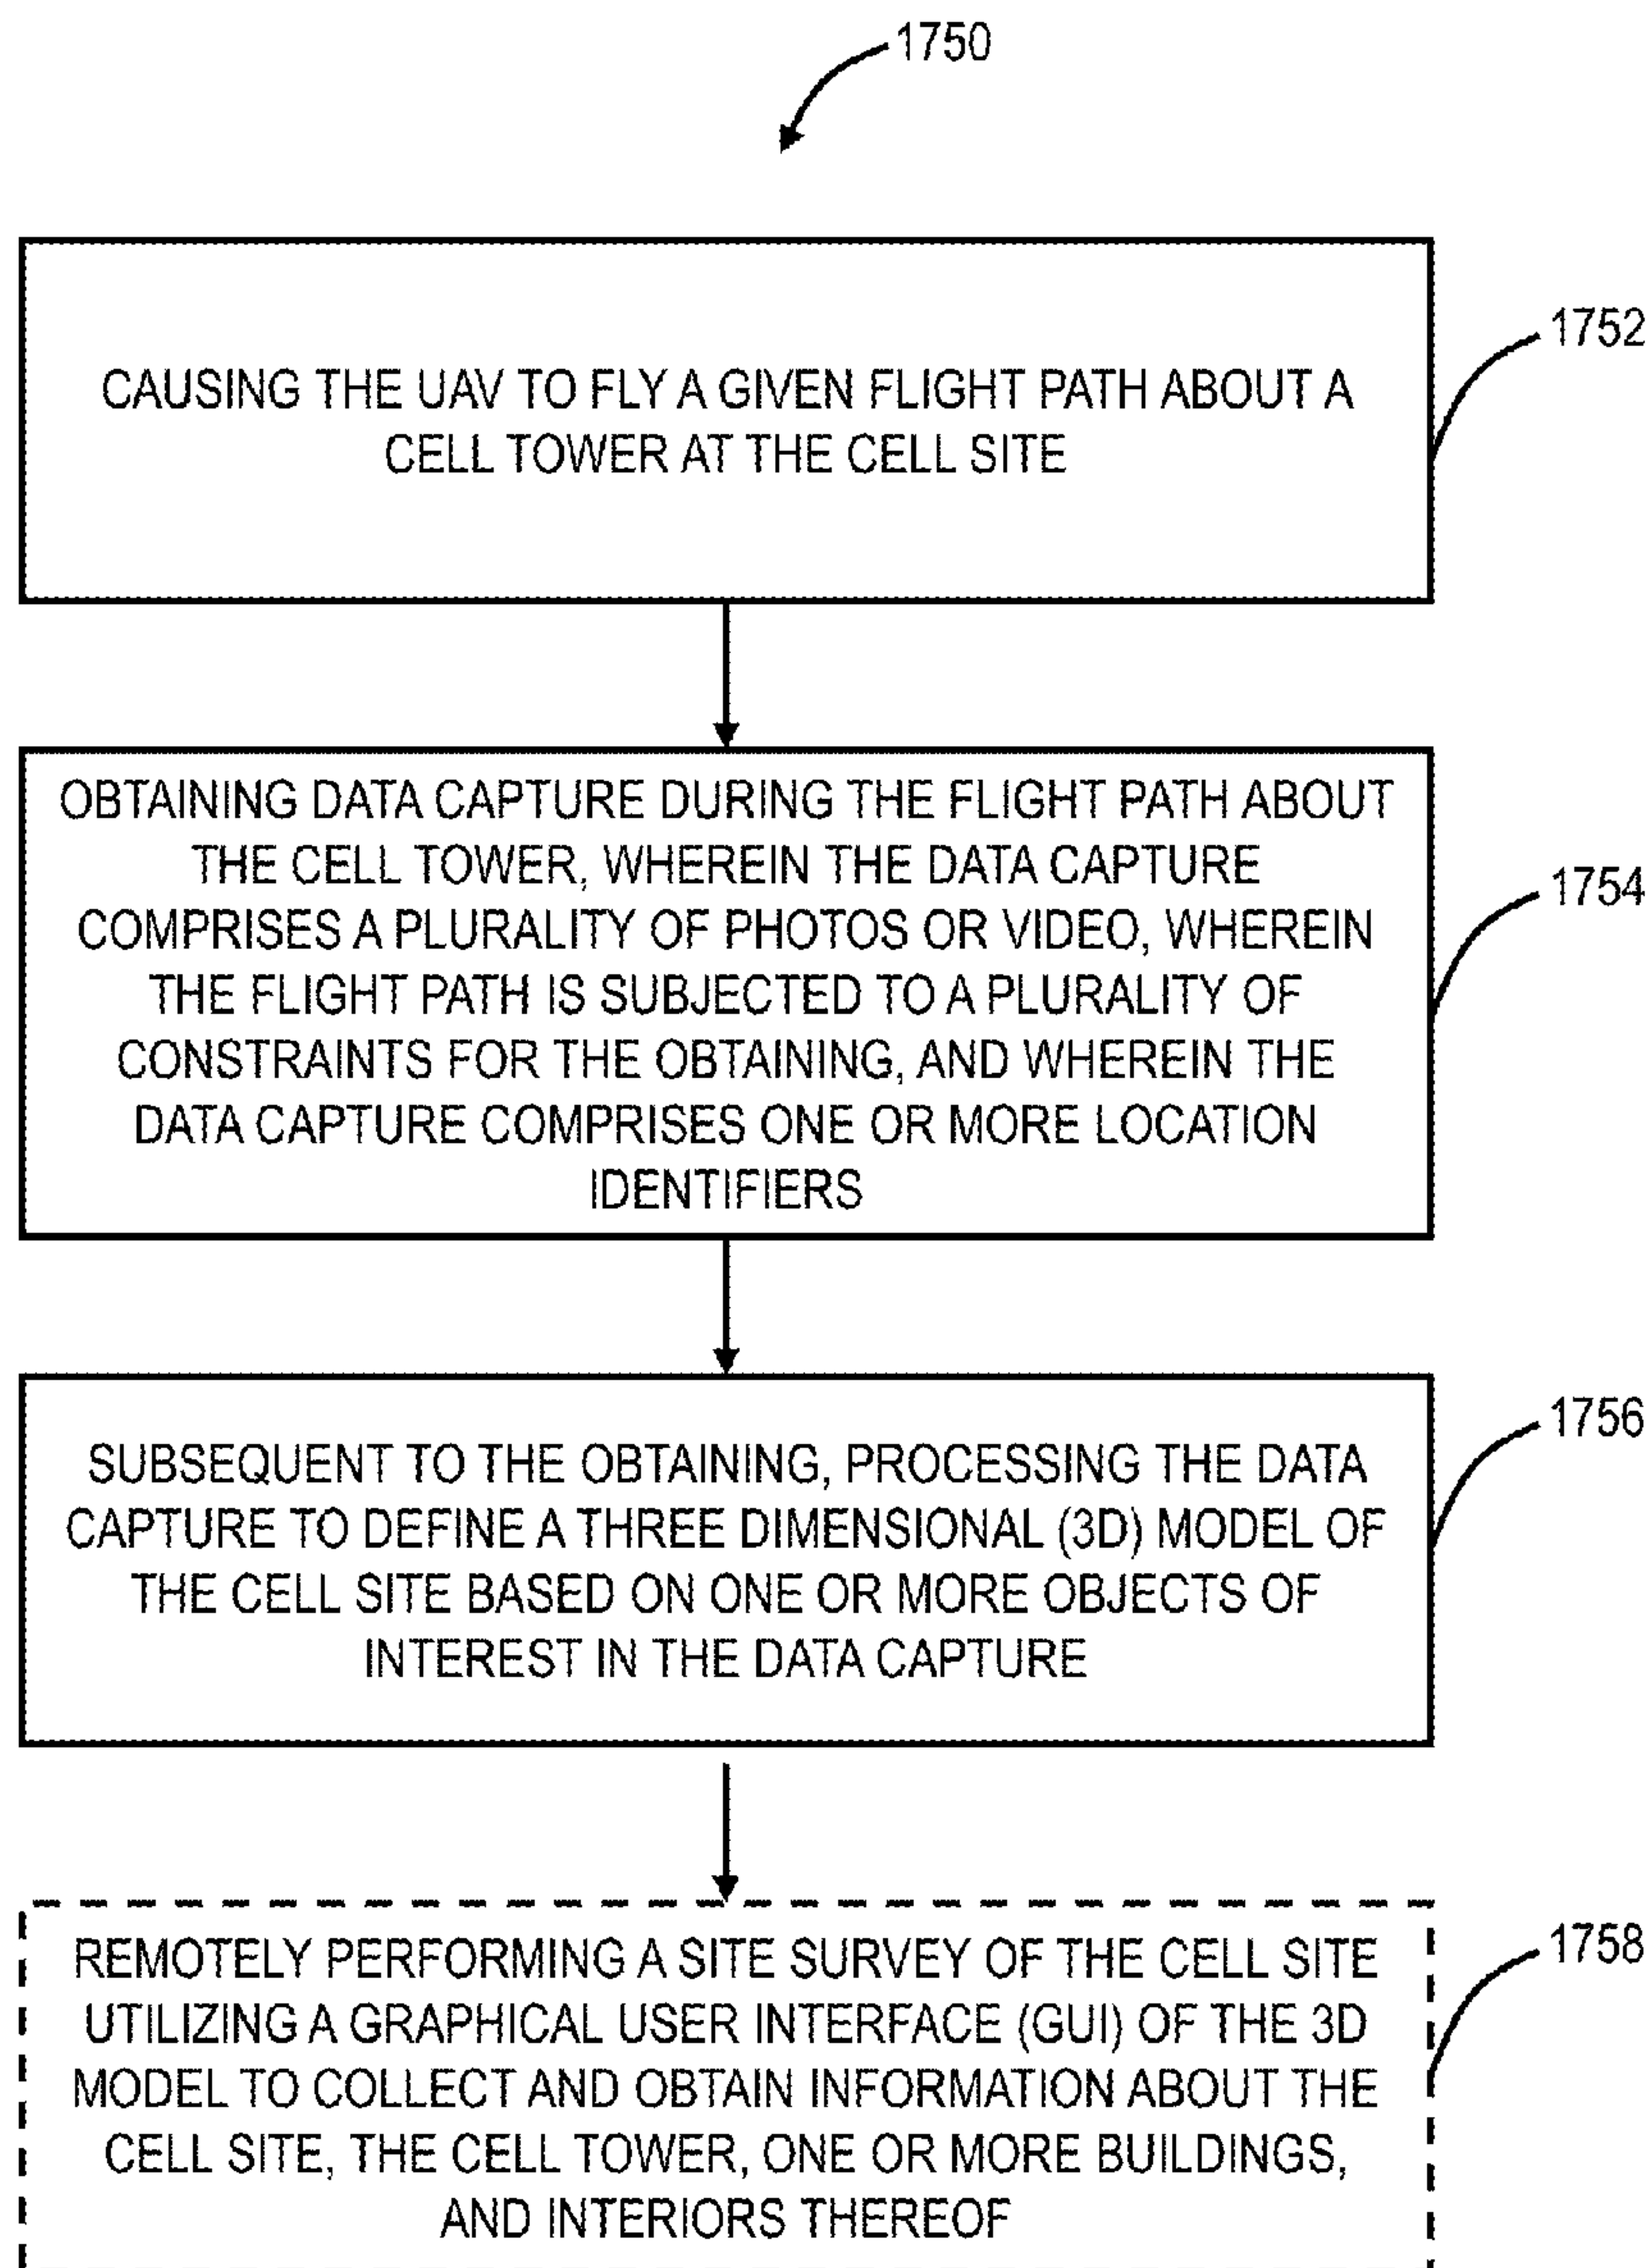 1750
CAUSING THE UAV TO FLY A GIVEN FLIGHT PATH ABOUT A
CELL TOWER AT THE CELL SITE
1752
OBTAINING DATA CAPTURE DURING THE FLIGHT PATH ABOUT
THE CELL TOWER, WHEREIN THE DATA CAPTURE
COMPRISES A PLURALITY OF PHOTOS OR VIDEO, WHEREIN
THE FLIGHT PATH IS SUBJECTED TO A PLURALITY OF
CONSTRAINTS FOR THE OBTAINING, AND WHEREIN THE
DATA CAPTURE COMPRISES ONE OR MORE LOCATION
IDENTIFIERS
1754
SUBSEQUENT TO THE OBTAINING, PROCESSING THE DATA
CAPTURE TO DEFINE A THREE DIMENSIONAL (3D) MODEL OF
THE CELL SITE BASED ON ONE OR MORE OBJECTS OF
INTEREST IN THE DATA CAPTURE
1756
REMOTELY PERFORMING A SITE SURVEY OF THE CELL SITE
UTILIZING A GRAPHICAL USER INTERFACE (GUI) OF THE 3D
MODEL TO COLLECT AND OBTAIN INFORMATION ABOUT THE
CELL SITE, THE CELL TOWER, ONE OR MORE BUILDINGS,
AND INTERIORS THEREOF
1758